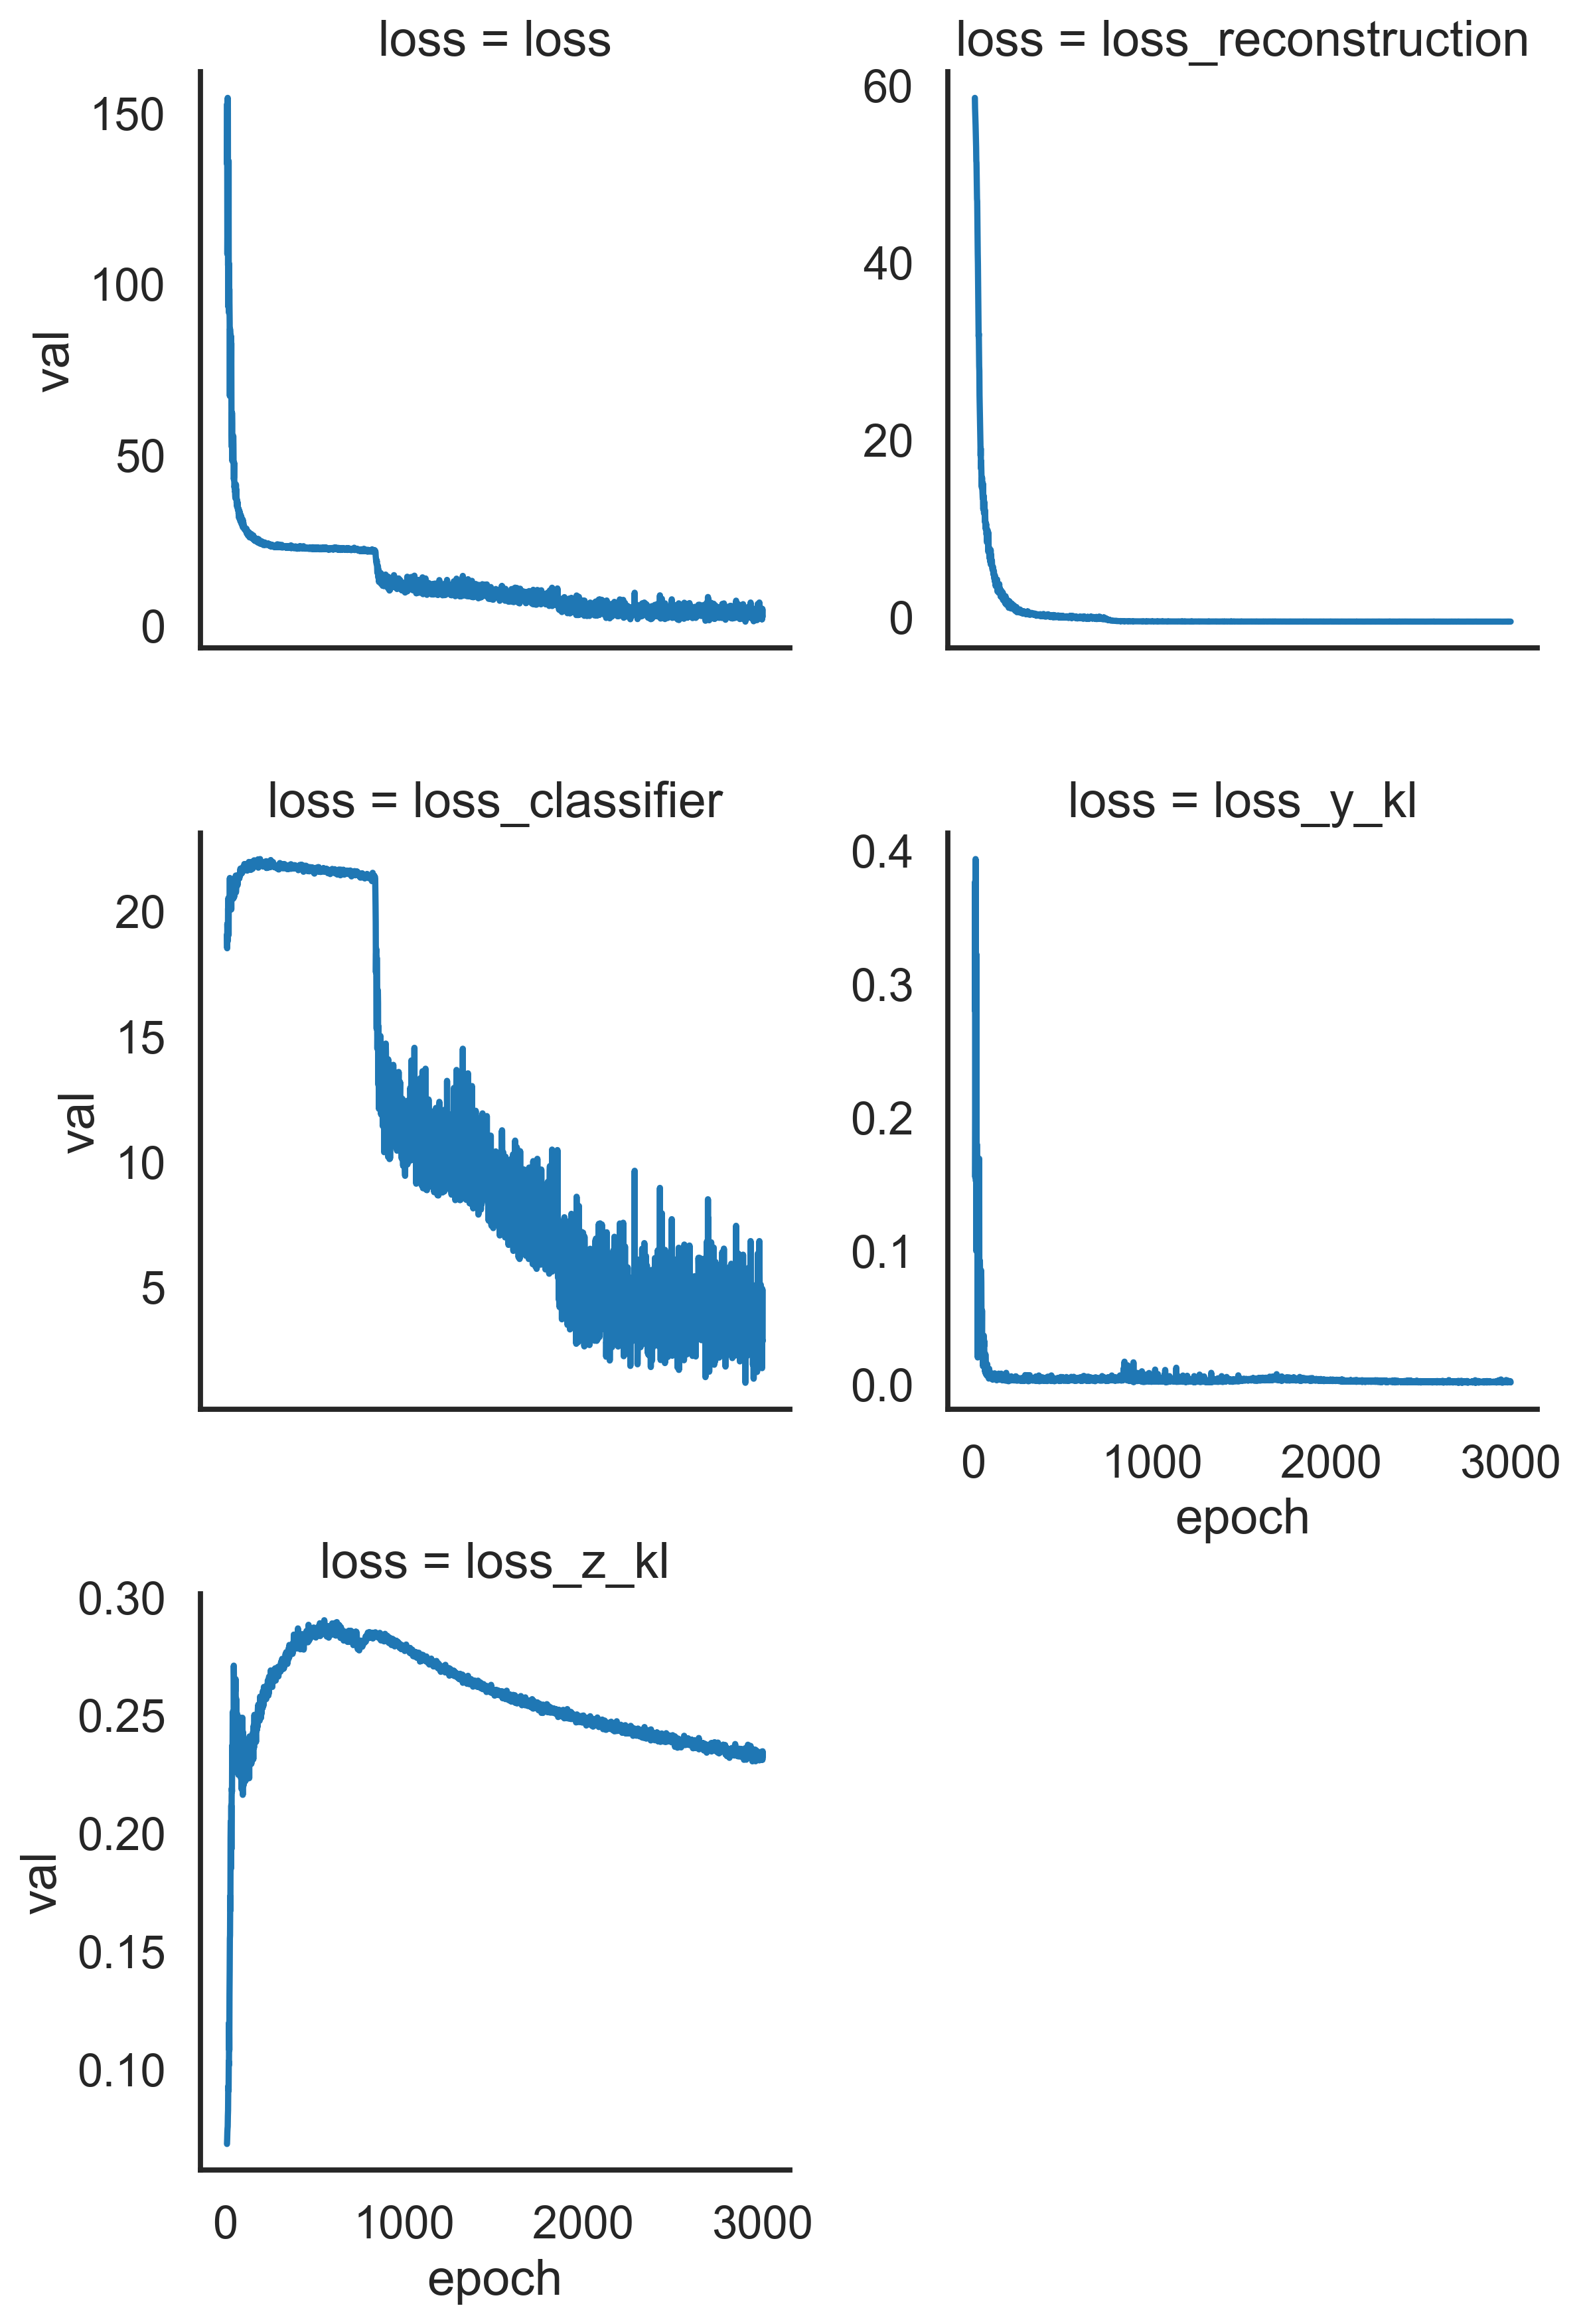 loss = loss
150
100
50
0
val
loss = loss_reconstruction
60
40
20
0
loss = loss_classifier
20
15
10
5
val
loss = loss_y_kl
0.4
0.3
0.2
0.1
0.0
0 1000 2000 3000
epoch
loss = loss_z_kl
0.30
0.25
0.20
0.15
0.10
val
0 1000 2000 3000
epoch